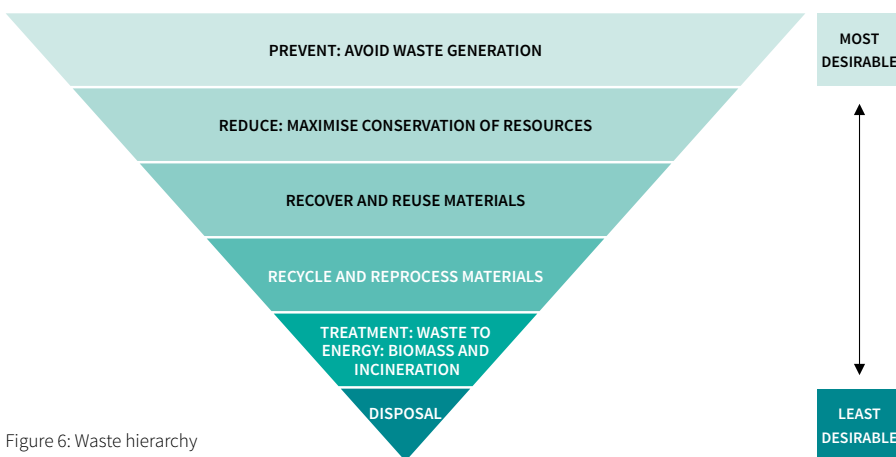 PREVENT: AVOID WASTE GENERATION
MOST
DESIRABLE
REDUCE: MAXIMISE CONSERVATION OF RESOURCES
RECOVER AND REUSE MATERIALS
RECYCLE AND REPROCESS MATERIALS
TREATMENT: WASTE TO
ENERGY: BIOMASS AND
INCINERATION
DISPOSAL
LEAST
DESIRABLE
Figure 6: Waste hierarchy